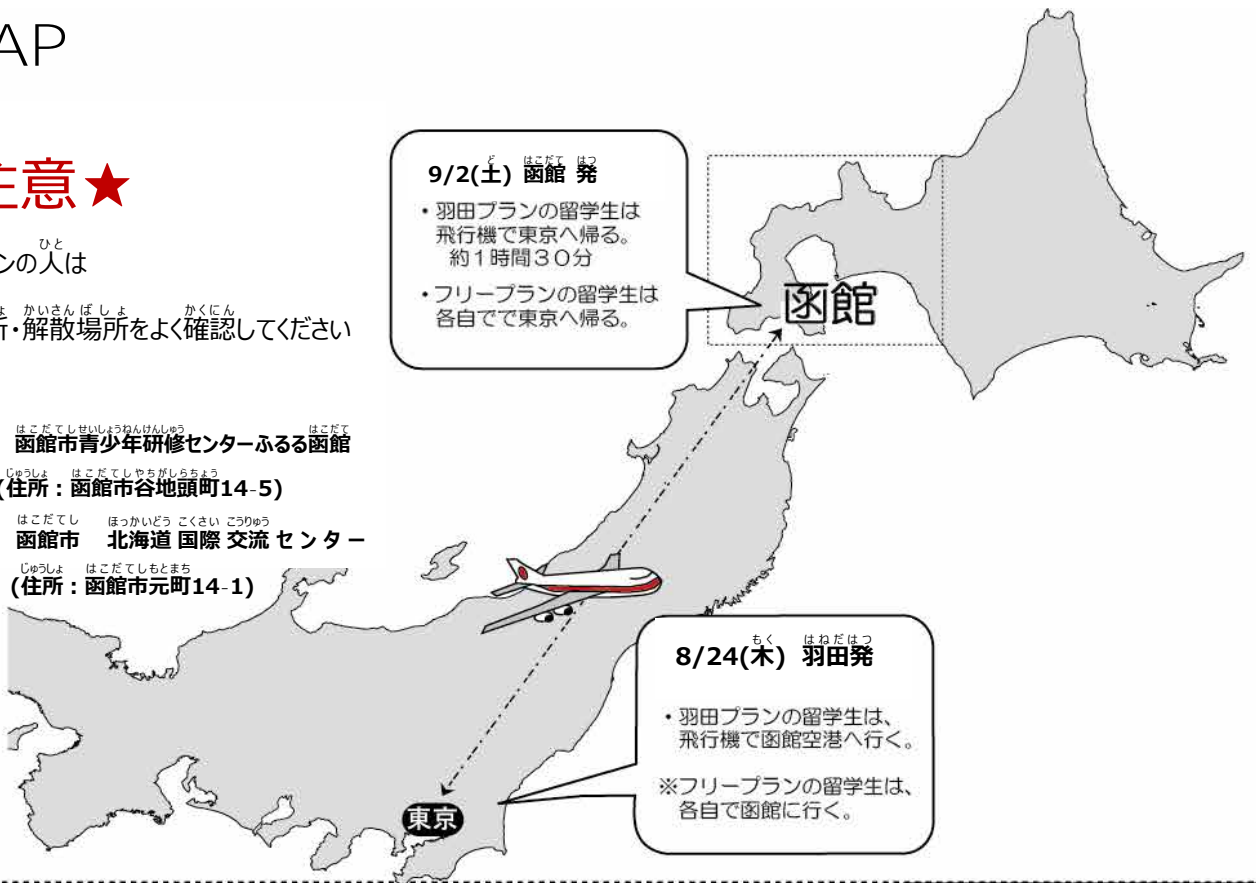 AP
注意★
ンの人は
所・解散場所をよく確認してください
函館市青少年研修センターふるる函館
(住所：函館市谷地頭町14-5)
函館市 北海道 国際 交流 センター
(住所：函館市元町14-1)
9/2(土) 函館 発
・羽田プランの留学生は
飛行機で東京へ帰る。
約１時間３０分
・フリープランの留学生は
各自でで東京へ帰る。
函館
8/24(木) 羽田発
・羽田プランの留学生は、
飛行機で函館空港へ行く。
※フリープランの留学生は、
各自で函館に行く。
東京